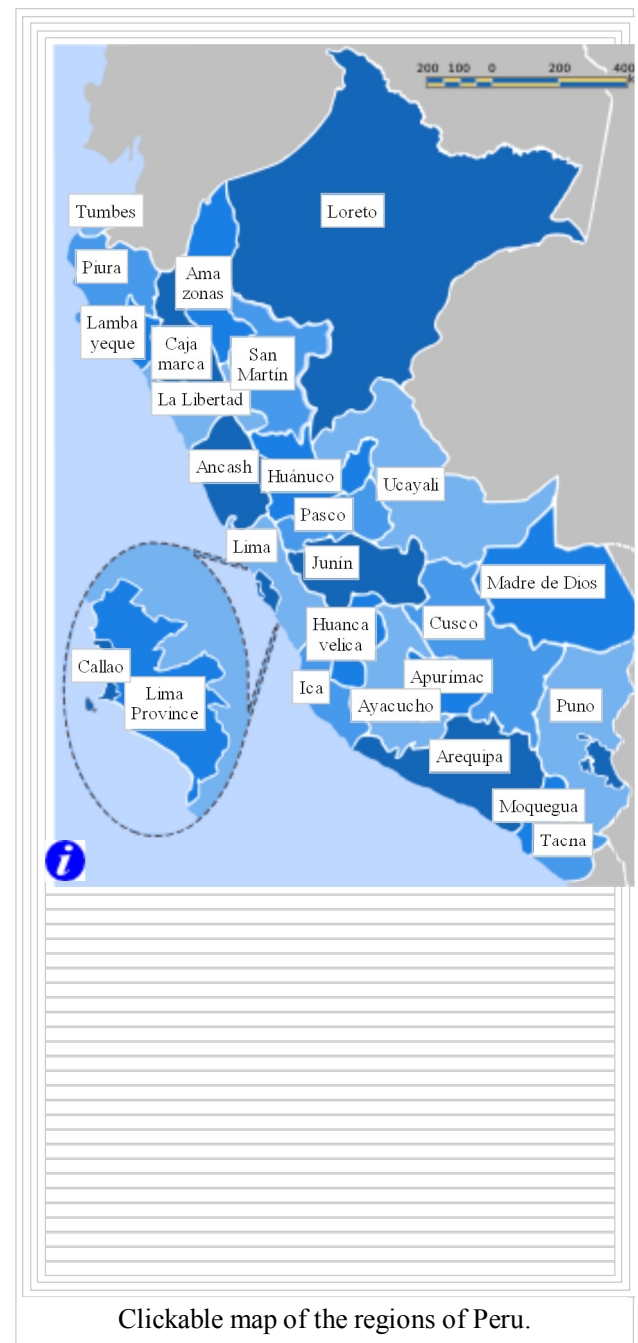 200 100 0 200 400
Tumbes
Loreto
Piura
Ama
zonas
Lamba
yeque
Caja
marca
San
Martín
La Libertad
Ancash
Huánuco
Ucayali
Pasco
Lima
Junín
Madre de Dios
Huanca
velica
Cusco
Callao
Lima
Province
Ica
Apurímac
Ayacucho
Puno
Arequipa
Moquegua
Tacna
i
Clickable map of the regions of Peru.